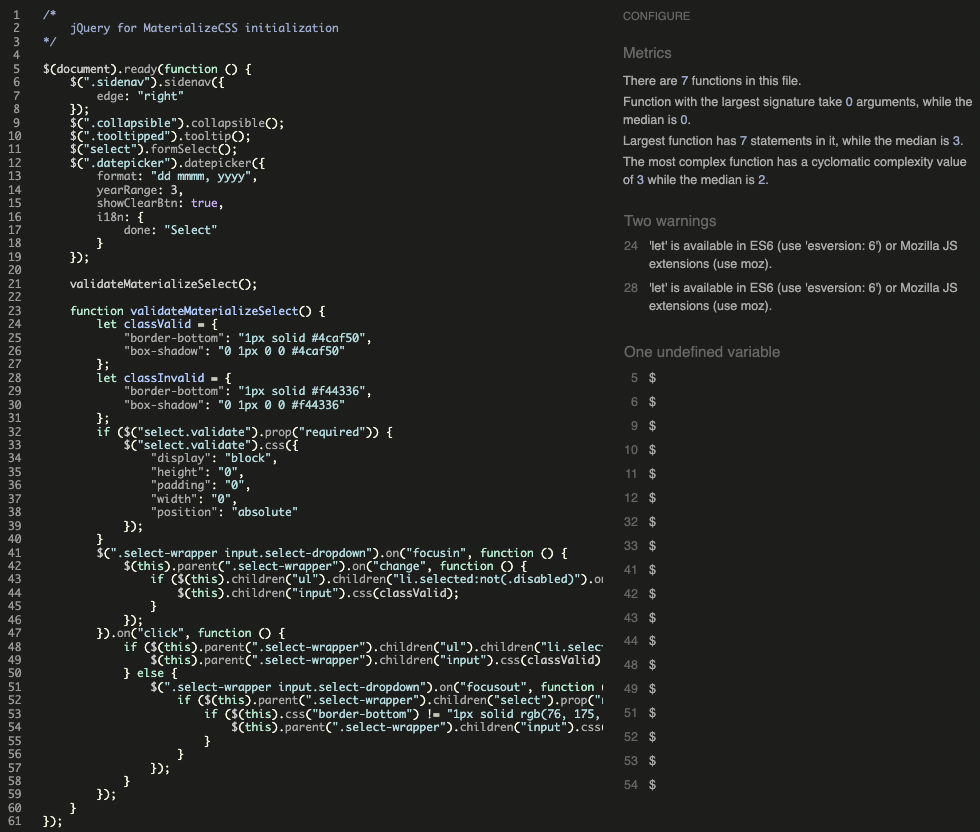 1 /*
2     jQuery for MaterializeCSS initialization
3 */
4
5 $(document).ready(function () {
6     $(".sidenav").sidenav({
7         edge: "right"
8     });
9     $(".collapsible").collapsible();
10     $(".tooltipped").tooltip();
11     $("select").formSelect();
12     $(".datepicker").datepicker({
13         format: "dd mmmm, yyyy",
14         yearRange: 3,
15         showClearBtn: true,
16         i18n: {
17             done: "Select"
18         }
19     });
20
21     validateMaterializeSelect();
22
23     function validateMaterializeSelect() {
24         let classValid = {
25             "border-bottom": "1px solid #4caf50",
26             "box-shadow": "0 1px 0 0 #4caf50"
27         };
28         let classInvalid = {
29             "border-bottom": "1px solid #f44336",
30             "box-shadow": "0 1px 0 0 #f44336"
31         };
32         if ($("select.validate").prop("required")) {
33             $("select.validate").css({
34                 "display": "block",
35                 "height": "0",
36                 "padding": "0",
37                 "width": "0",
38                 "position": "absolute"
39             });
40         }
41         $(".select-wrapper input.select-dropdown").on("focusin", function () {
42             $(this).parent(".select-wrapper").on("change", function () {
43                 if ($(this).children("ul").children("li.selected:not(.disabled)").on
44                     $(this).children("input").css(classValid);
45                 }
46             });
47         }).on("click", function () {
48             if ($(this).parent(".select-wrapper").children("ul").children("li.selec
49                 $(this).parent(".select-wrapper").children("input").css(classValid)
50             } else {
51                 $(".select-wrapper input.select-dropdown").on("focusout", function (
52                     if ($(this).parent(".select-wrapper").children("select").prop("r
53                         if ($(this).css("border-bottom") != "1px solid rgb(76, 175,
54                             $(this).parent(".select-wrapper").children("input").css(
55                         }
56                     }
57                 });
58             }
59         });
60     }
61 });
CONFIGURE
Metrics
There are 7 functions in this file.
Function with the largest signature take 0 arguments, while the
median is 0.
Largest function has 7 statements in it, while the median is 3.
The most complex function has a cyclomatic complexity value
of 3 while the median is 2.
Two warnings
24 'let' is available in ES6 (use 'esversion: 6') or Mozilla JS
extensions (use moz).
28 'let' is available in ES6 (use 'esversion: 6') or Mozilla JS
extensions (use moz).
One undefined variable
5 $
6 $
9 $
10 $
11 $
12 $
32 $
33 $
41 $
42 $
43 $
44 $
48 $
49 $
51 $
52 $
53 $
54 $